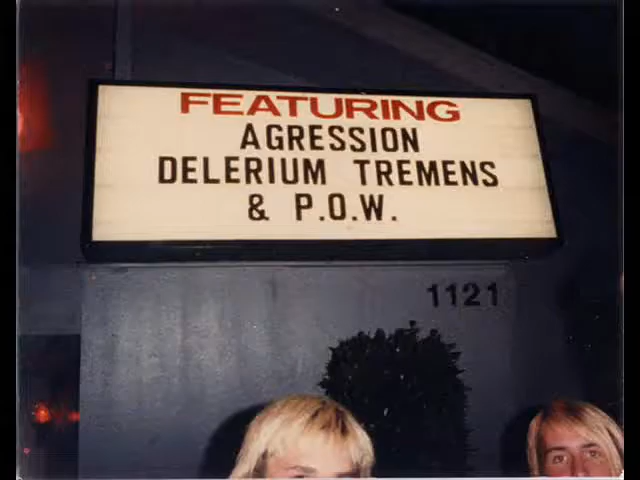 FEATURING
AGRESSION
DELERIUM TREMENS
& P.O.W.
1121